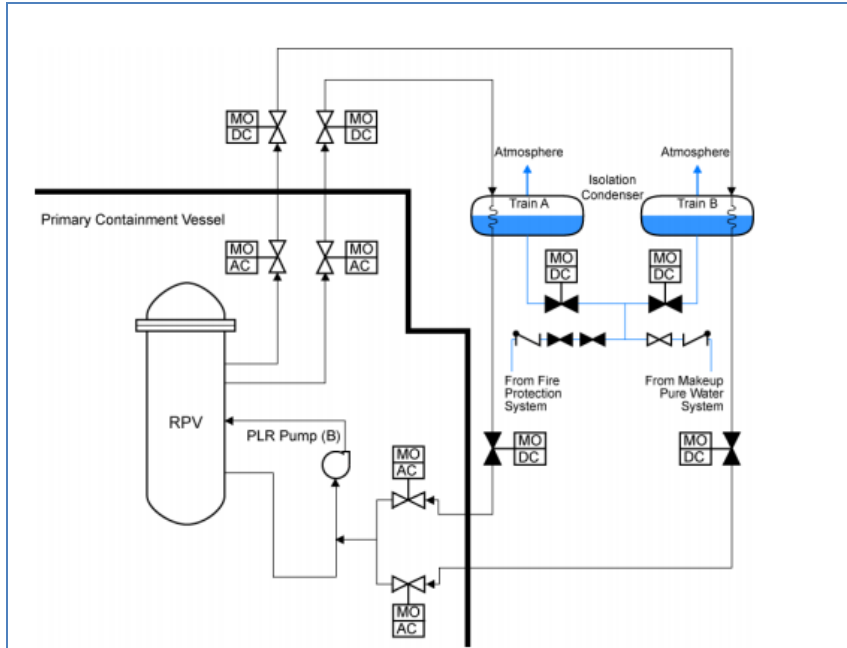 MO
DC
MO
DC
Atmosphere
Atmosphere
Isolation
Condenser
Train A
Train B
Primary Containment Vessel
MO
AC
MO
AC
MO
DC
MO
DC
From Fire
Protection
System
From Makeup
Pure Water
System
RPV
PLR Pump (B)
MO
AC
MO
DC
MO
DC
MO
AC